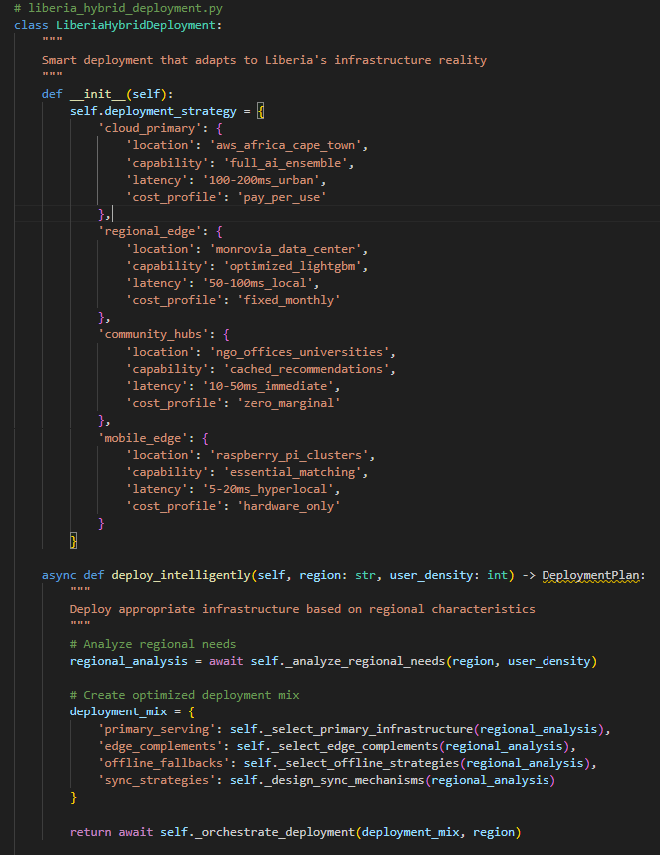 # liberia_hybrid_deployment.py
class LiberiaHybridDeployment:
    """
    Smart deployment that adapts to Liberia's infrastructure reality
    """
    def __init__(self):
        self.deployment_strategy = {
            'cloud_primary': {
                'location': 'aws_africa_cape_town',
                'capability': 'full_ai_ensemble',
                'latency': '100-200ms_urban',
                'cost_profile': 'pay_per_use'
            },
            'regional_edge': {
                'location': 'monrovia_data_center',
                'capability': 'optimized_lightgbm',
                'latency': '50-100ms_local',
                'cost_profile': 'fixed_monthly'
            },
            'community_hubs': {
                'location': 'ngo_offices_universities',
                'capability': 'cached_recommendations',
                'latency': '10-50ms_immediate',
                'cost_profile': 'zero_marginal'
            },
            'mobile_edge': {
                'location': 'raspberry_pi_clusters',
                'capability': 'essential_matching',
                'latency': '5-20ms_hyperlocal',
                'cost_profile': 'hardware_only'
            }
        }

    async def deploy_intelligently(self, region: str, user_density: int) -> DeploymentPlan:
        """
        Deploy appropriate infrastructure based on regional characteristics
        """
        # Analyze regional needs
        regional_analysis = await self._analyze_regional_needs(region, user_density)

        # Create optimized deployment mix
        deployment_mix = {
            'primary_serving': self._select_primary_infrastructure(regional_analysis),
            'edge_complements': self._select_edge_complements(regional_analysis),
            'offline_fallbacks': self._select_offline_strategies(regional_analysis),
            'sync_strategies': self._design_sync_mechanisms(regional_analysis)
        }

        return await self._orchestrate_deployment(deployment_mix, region)